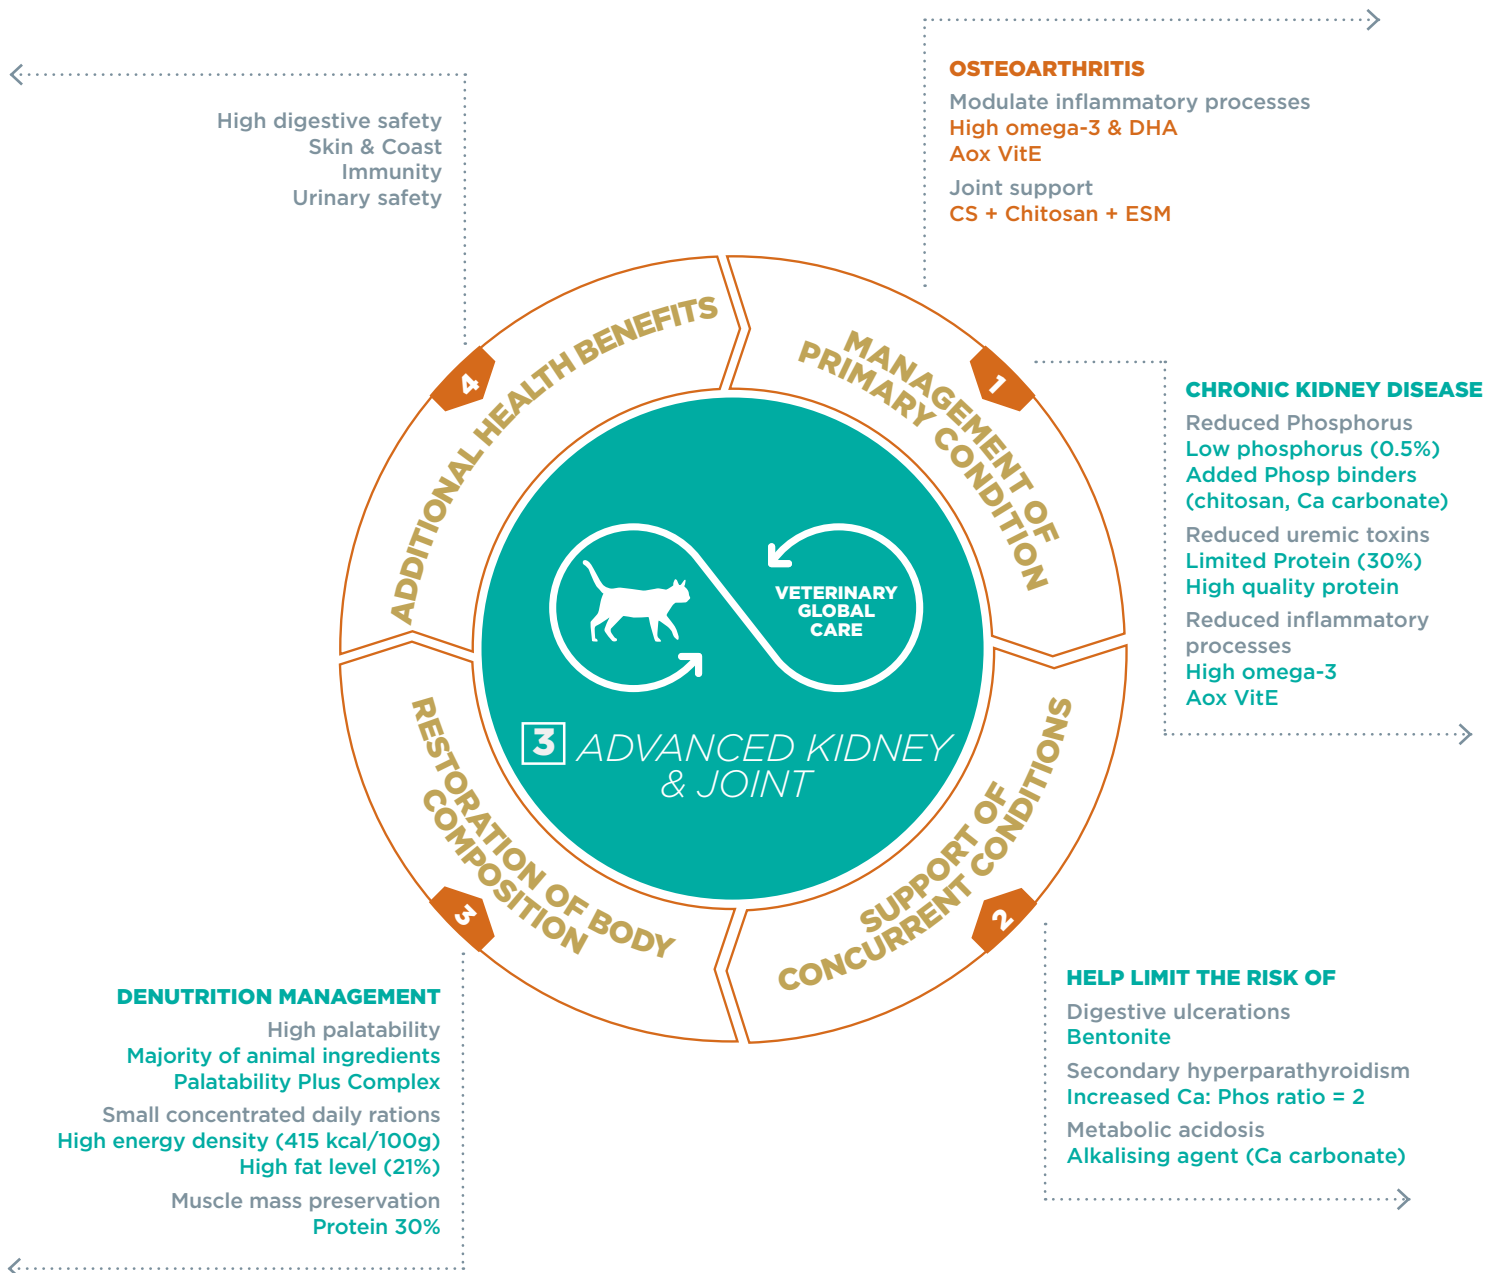 OSTEOARTHRITIS
Modulate inflammatory processes
High omega-3 & DHA
Aox VitE
Joint support
CS + Chitosan + ESM
High digestive safety
Skin & Coast
Immunity
Urinary safety
ADDITIONAL HEALTH BENEFITS
4
MANAGEMENT OF
PRIMARY CONDITION
1
CHRONIC KIDNEY DISEASE
Reduced Phosphorus
Low phosphorus (0.5%)
Added Phosp binders
(chitosan, Ca carbonate)
Reduced uremic toxins
Limited Protein (30%)
High quality protein
Reduced inflammatory
processes
High omega-3
Aox VitE
VETERINARY
GLOBAL
CARE
3 ADVANCED KIDNEY
& JOINT
RESTORATION OF BODY
COMPOSITION
3
SUPPORT OF
CONCURRENT CONDITIONS
2
DENUTRITION MANAGEMENT
High palatability
Majority of animal ingredients
Palatability Plus Complex
Small concentrated daily rations
High energy density (415 kcal/100g)
High fat level (21%)
Muscle mass preservation
Protein 30%
HELP LIMIT THE RISK OF
Digestive ulcerations
Bentonite
Secondary hyperparathyroidism
Increased Ca: Phos ratio = 2
Metabolic acidosis
Alkalising agent (Ca carbonate)